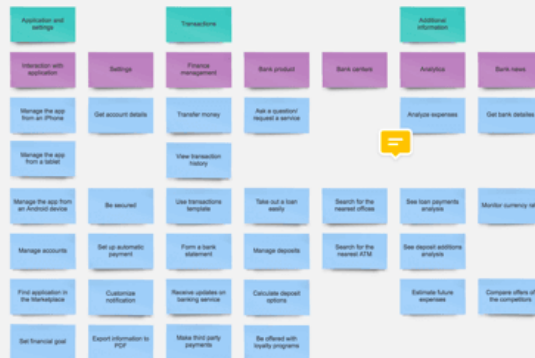 Application and
settings
Transactions
Additional
information
Interaction with
application
Settings
Finance
management
Bank product
Bank centers
Analytics
Bank news
Manage the app
from an iPhone
Get account details
Transfer money
Ask a question/
request a service
Analyze expenses
Get bank detailes
Manage the app
from a tablet
View transaction
history
Manage the app from
an Android device
Be secured
Use transactions
template
Take out a loan
easily
Search for the
nearest offices
See loan payments
analysis
Monitor currency
Manage accounts
Set up automatic
payment
Form a bank
statement
Manage deposits
Search for the
nearest ATM
See deposit additions
analysis
Find application in
the Marketplace
Customize
notification
Receive updates on
banking service
Calculate deposit
options
Estimate future
expenses
Compare offers of
the competitors
Set financial goal
Export information to
PDF
Make third party
payments
Be offered with
loyalty programs